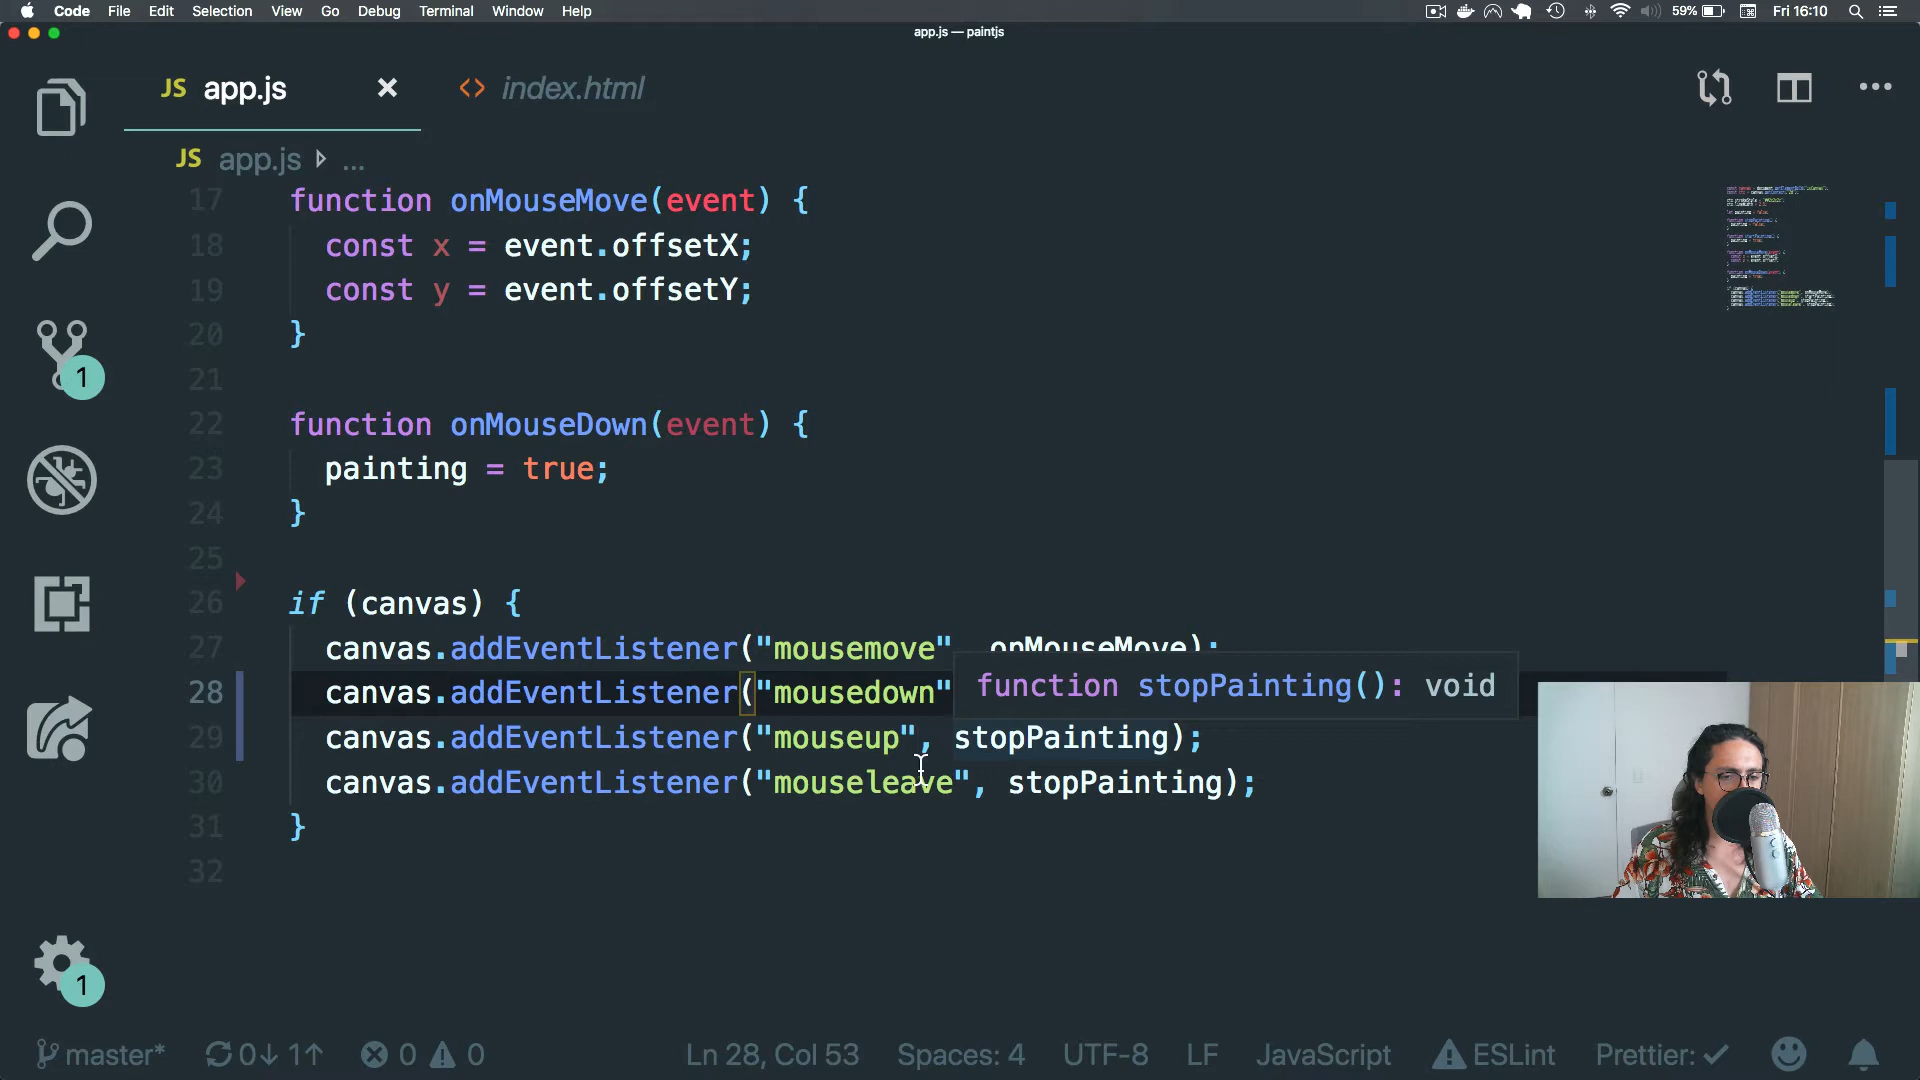 Code File Edit Selection View Go Debug Terminal Window Help 59% Fri 16:10
app.js — paintjs
JS app.js index.html
JS app.js ...
17 function onMouseMove(event) {
18 const x = event.offsetX;
19 const y = event.offsetY;
20 }
21
22 function onMouseDown(event) {
23 painting = true;
24 }
25
26 if (canvas) {
27 canvas.addEventListener("mousemove", onMouseMove);
function stopPainting(): void
28 canvas.addEventListener("mousedown"
29 canvas.addEventListener("mouseup", stopPainting);
30 canvas.addEventListener("mouseleave", stopPainting);
31 }
32
1
1
master* 0↓ 1↑ 0 0 Ln 28, Col 53 Spaces: 4 UTF-8 LF JavaScript ESLint Prettier: ✓